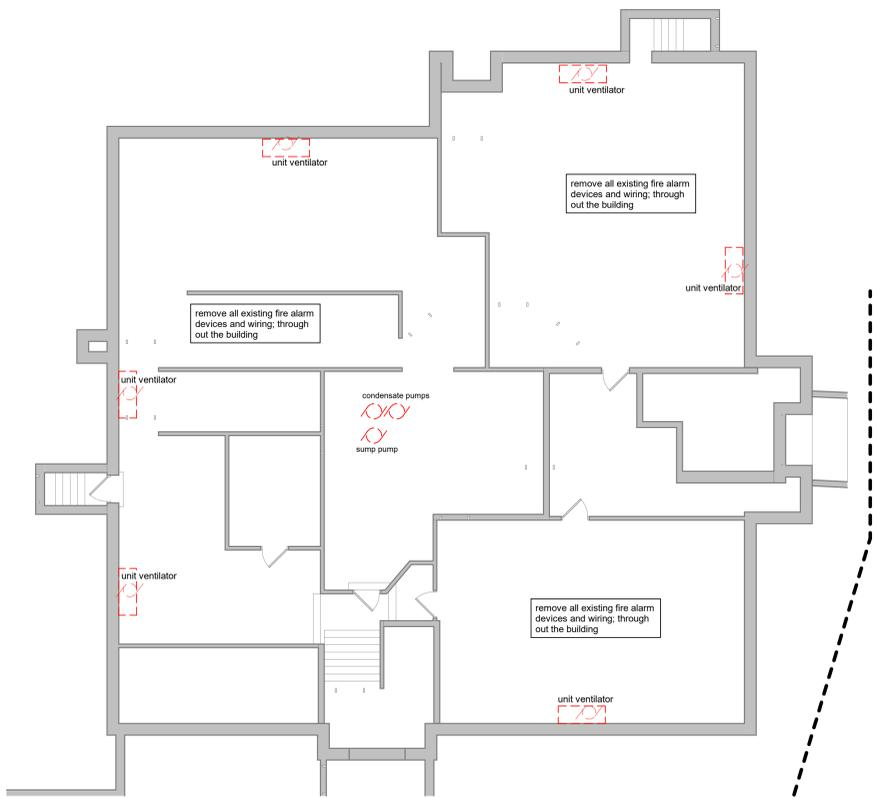 unit ventilator
unit ventilator
remove all existing fire alarm
devices and wiring; through
out the building
unit ventilator
remove all existing fire alarm
devices and wiring; through
out the building
unit ventilator
condensate pumps
sump pump
unit ventilator
remove all existing fire alarm
devices and wiring; through
out the building
unit ventilator